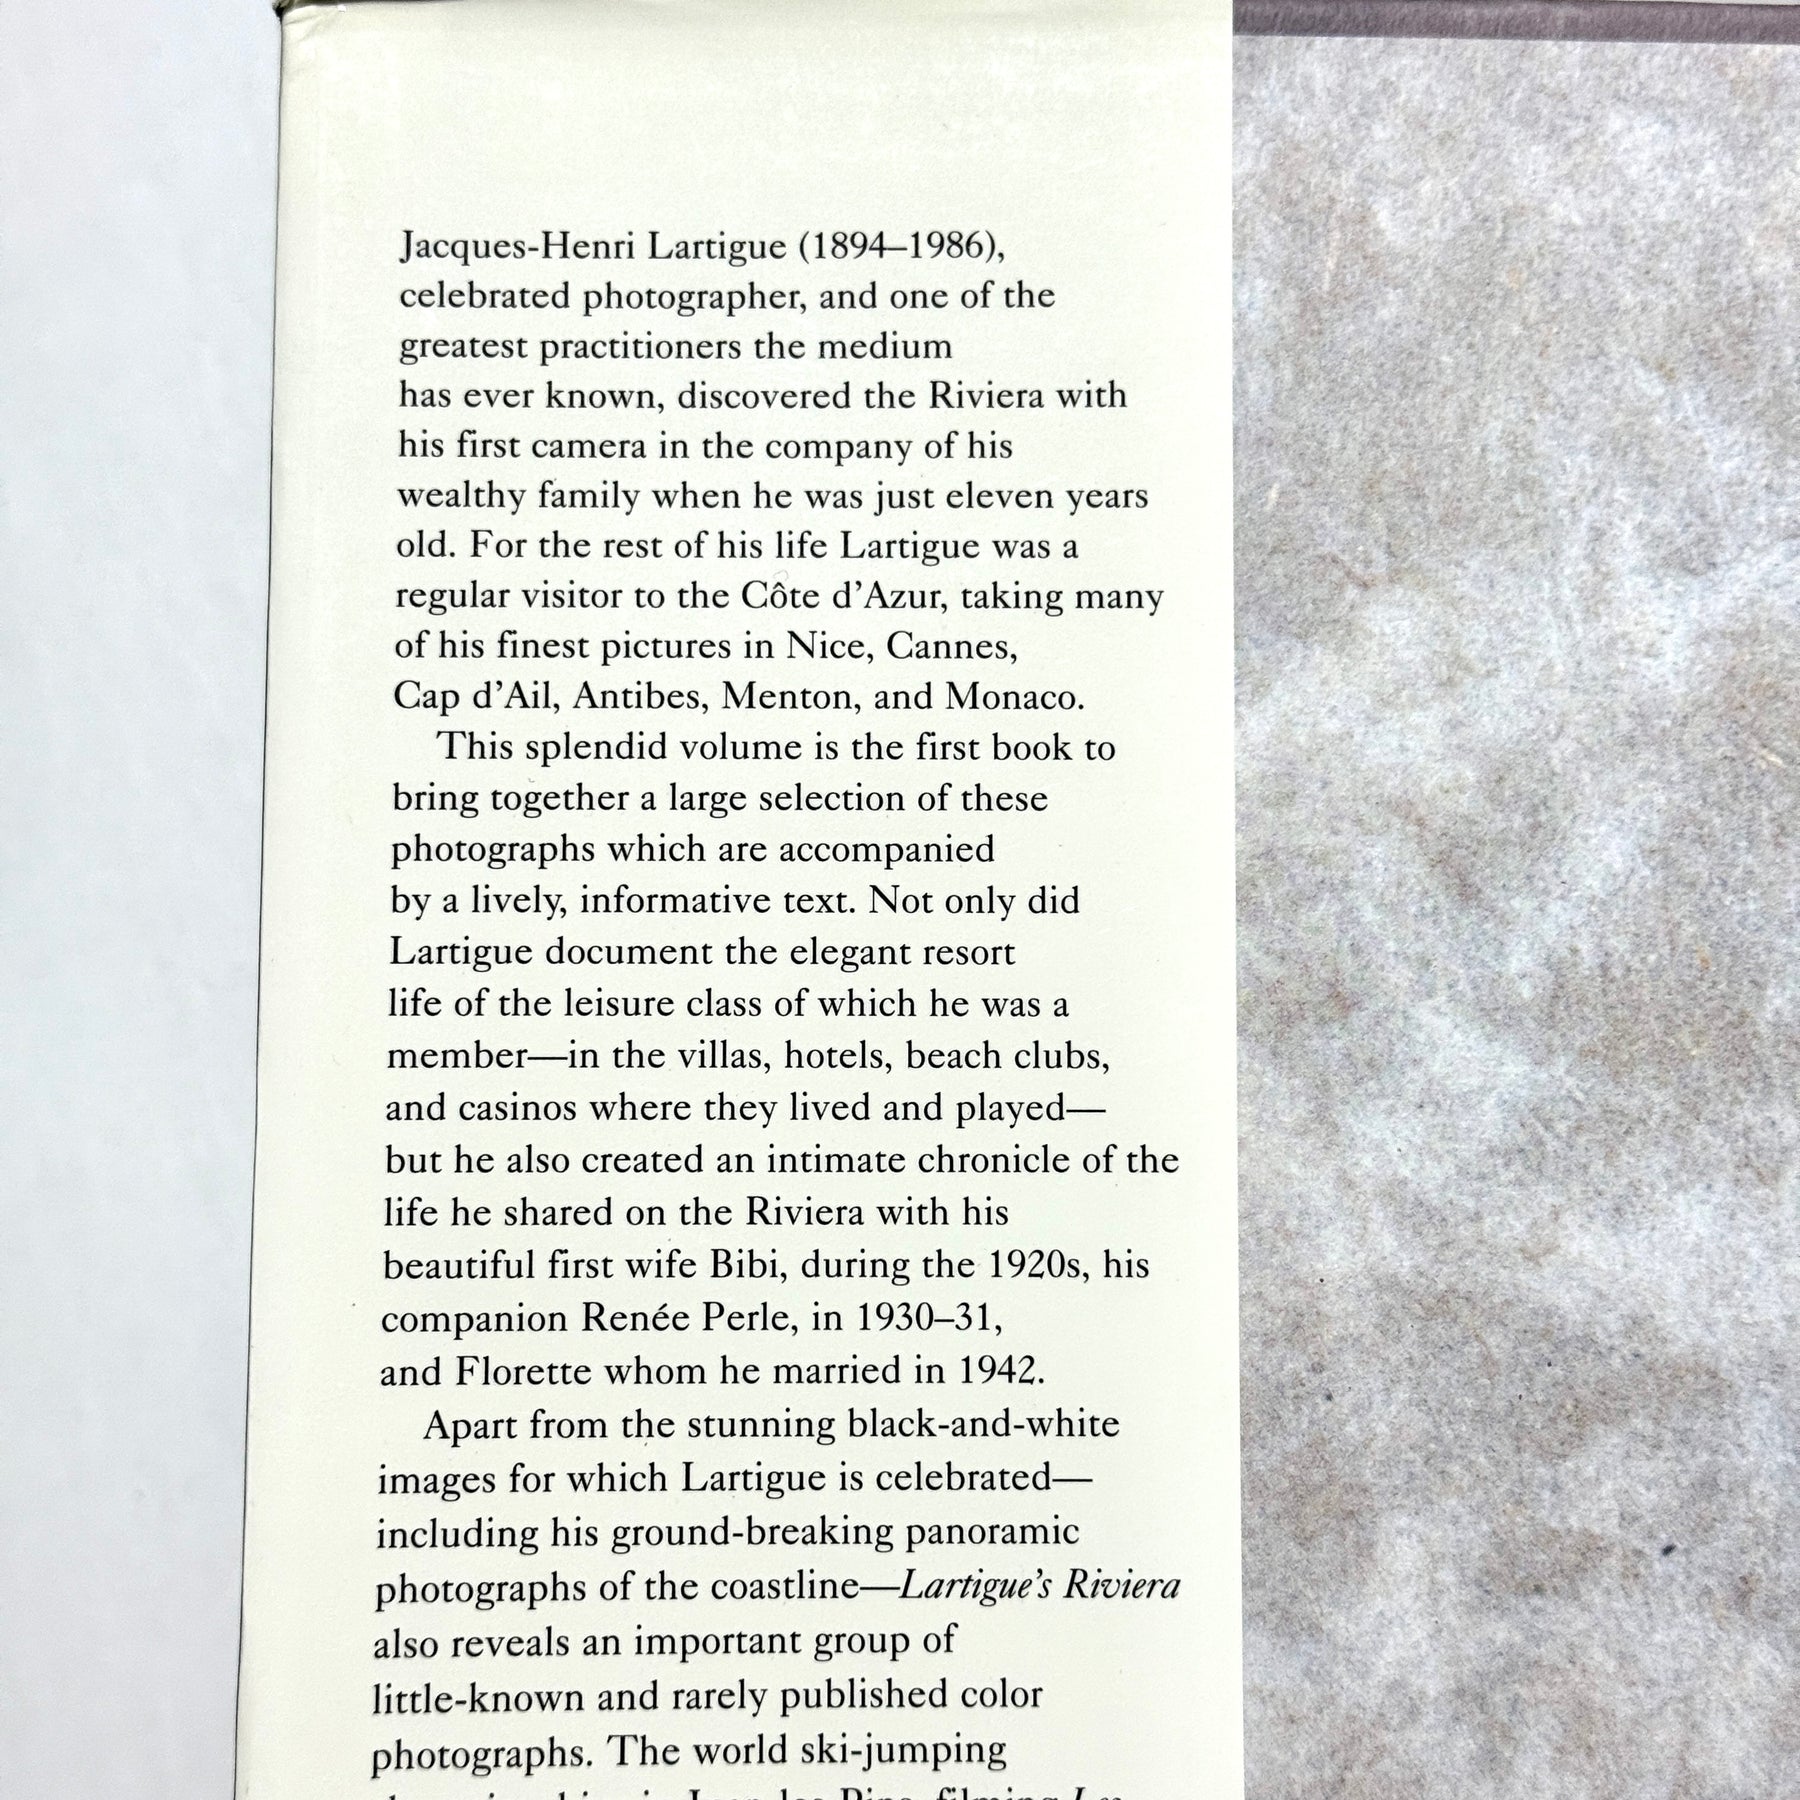 Jacques-Henri Lartigue (1894–1986),
celebrated photographer, and one of the
greatest practitioners the medium
has ever known, discovered the Riviera with
his first camera in the company of his
wealthy family when he was just eleven years
old. For the rest of his life Lartigue was a
regular visitor to the Côte d’Azur, taking many
of his finest pictures in Nice, Cannes,
Cap d’Ail, Antibes, Menton, and Monaco.
This splendid volume is the first book to
bring together a large selection of these
photographs which are accompanied
by a lively, informative text. Not only did
Lartigue document the elegant resort
life of the leisure class of which he was a
member—in the villas, hotels, beach clubs,
and casinos where they lived and played—
but he also created an intimate chronicle of the
life he shared on the Riviera with his
beautiful first wife Bibi, during the 1920s, his
companion Renée Perle, in 1930–31,
and Florette whom he married in 1942.
Apart from the stunning black-and-white
images for which Lartigue is celebrated—
including his ground-breaking panoramic
photographs of the coastline—Lartigue’s Riviera
also reveals an important group of
little-known and rarely published color
photographs. The world ski-jumping